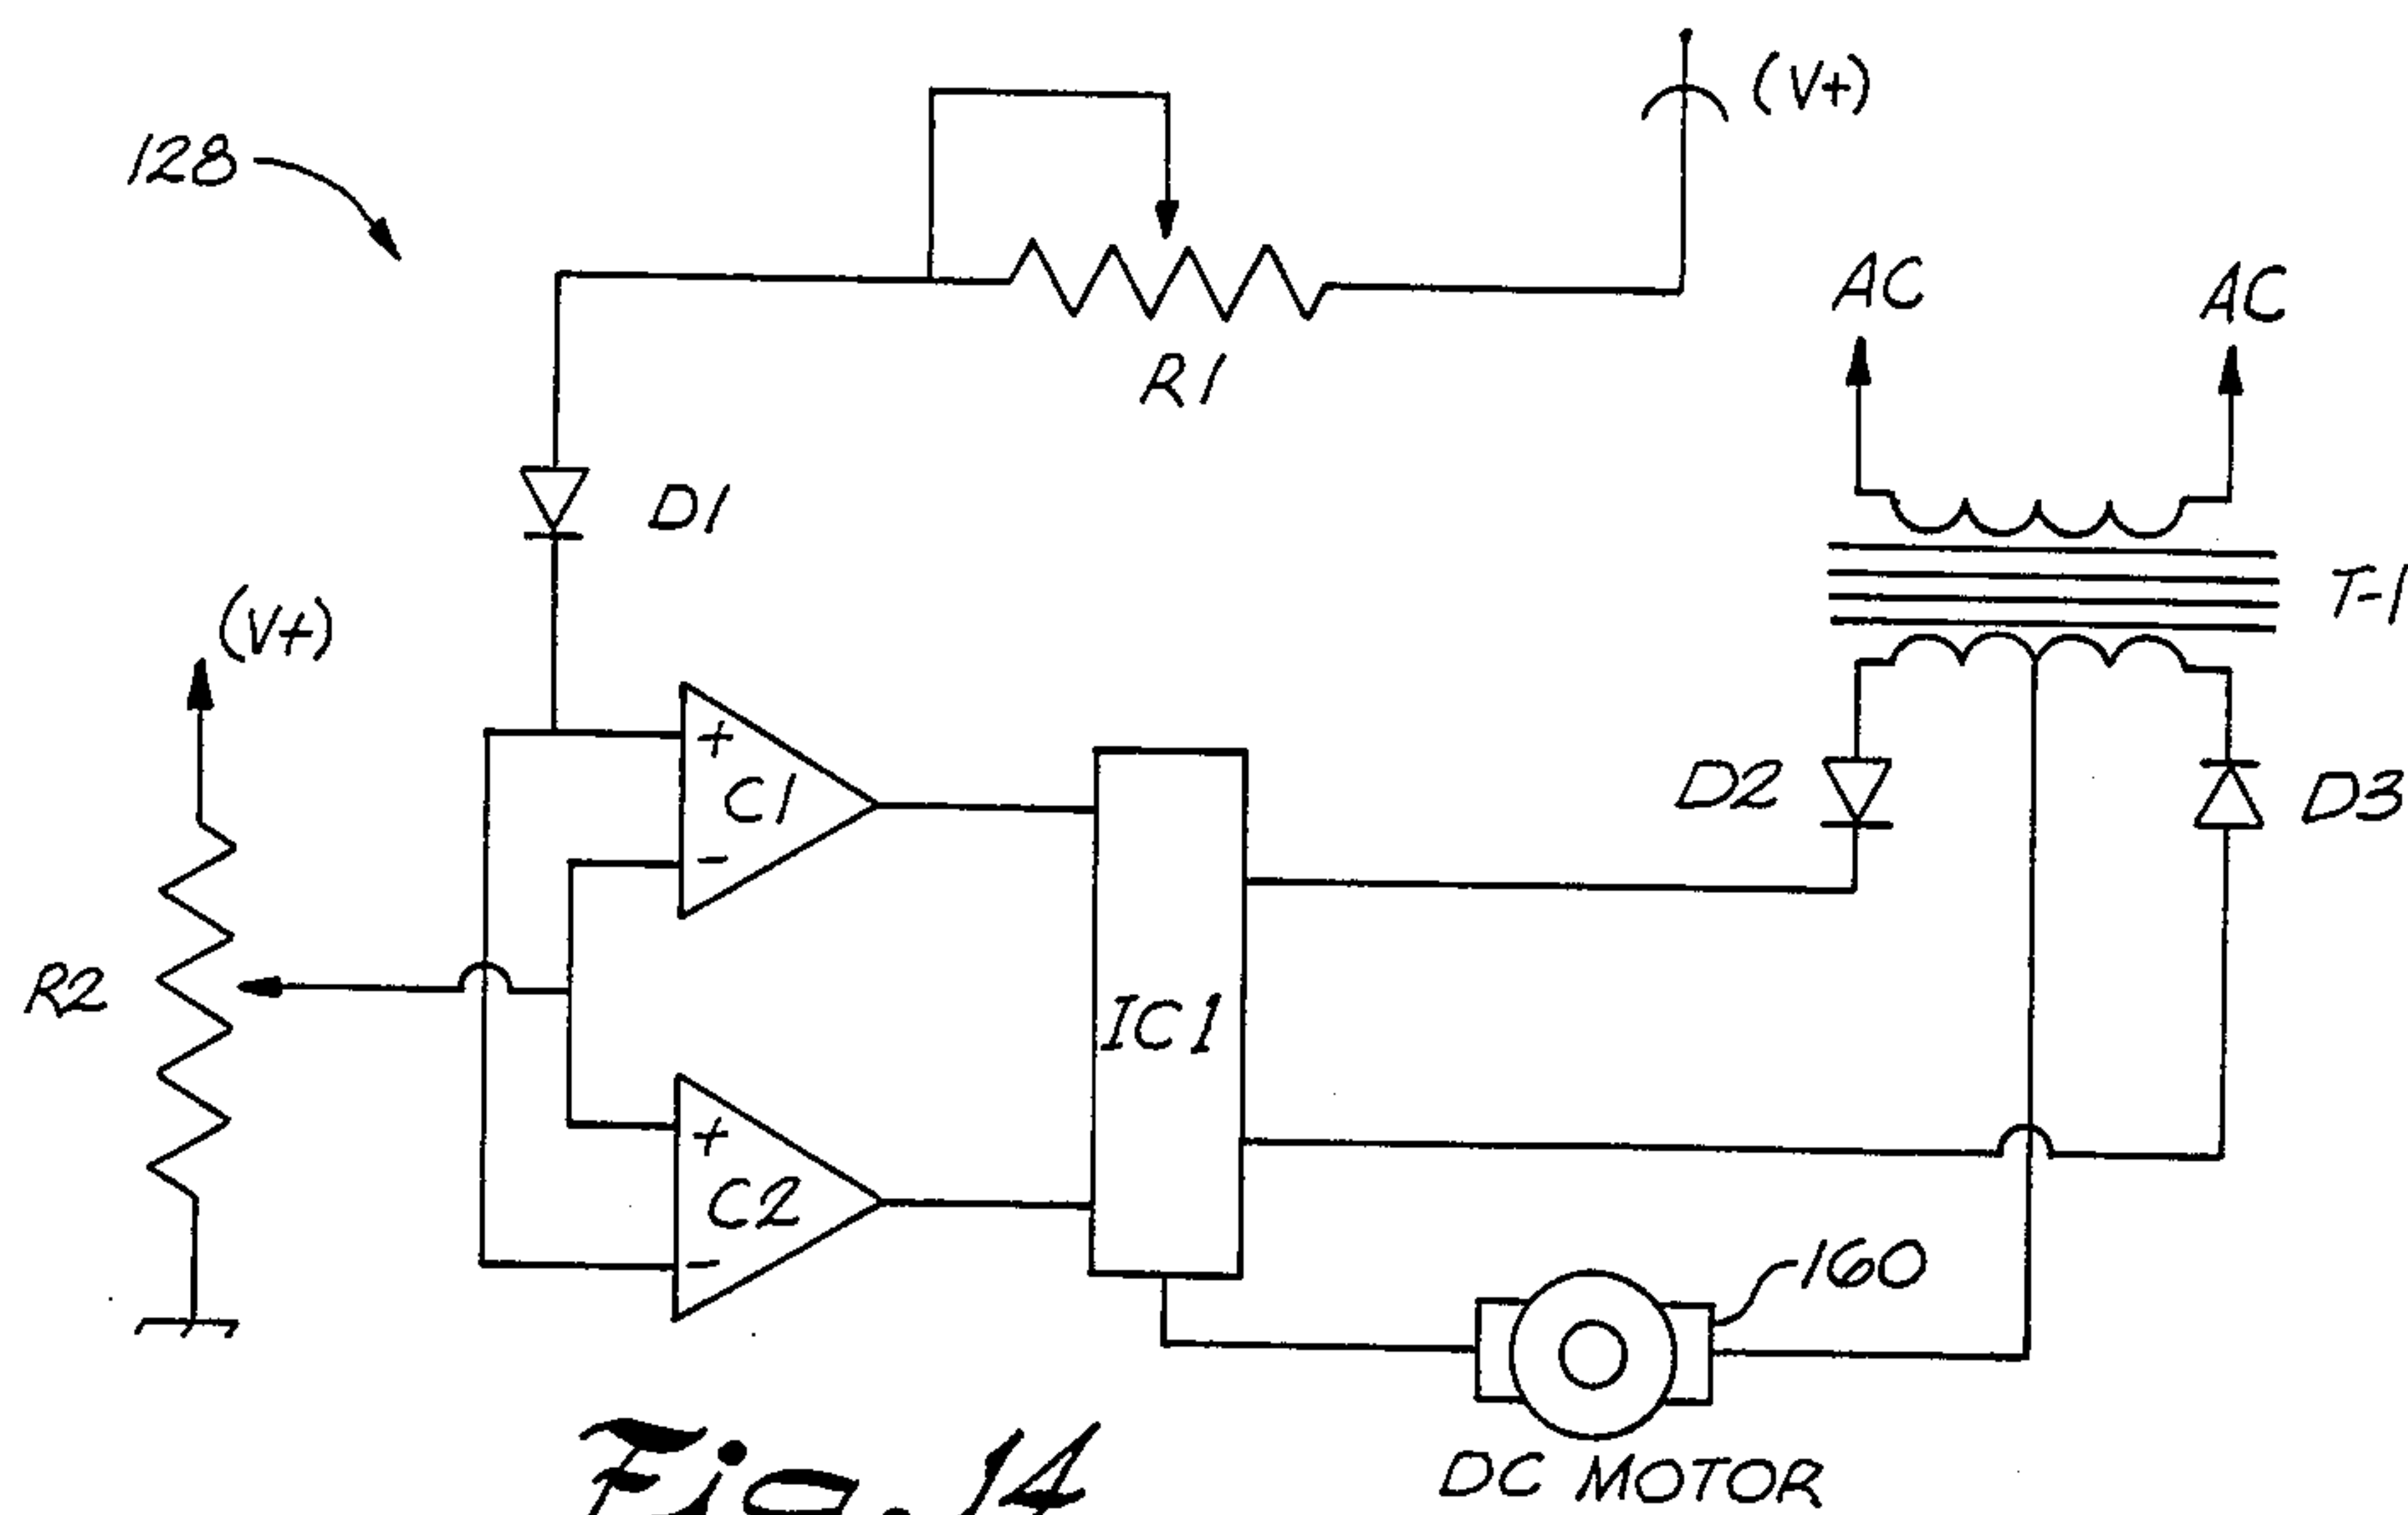 (V+)
128
AC
AC
R1
D1
T-1
(V+)
+
C1
-
D2
D3
R2
IC1
+
C2
-
160
DC MOTOR
Fig. 14